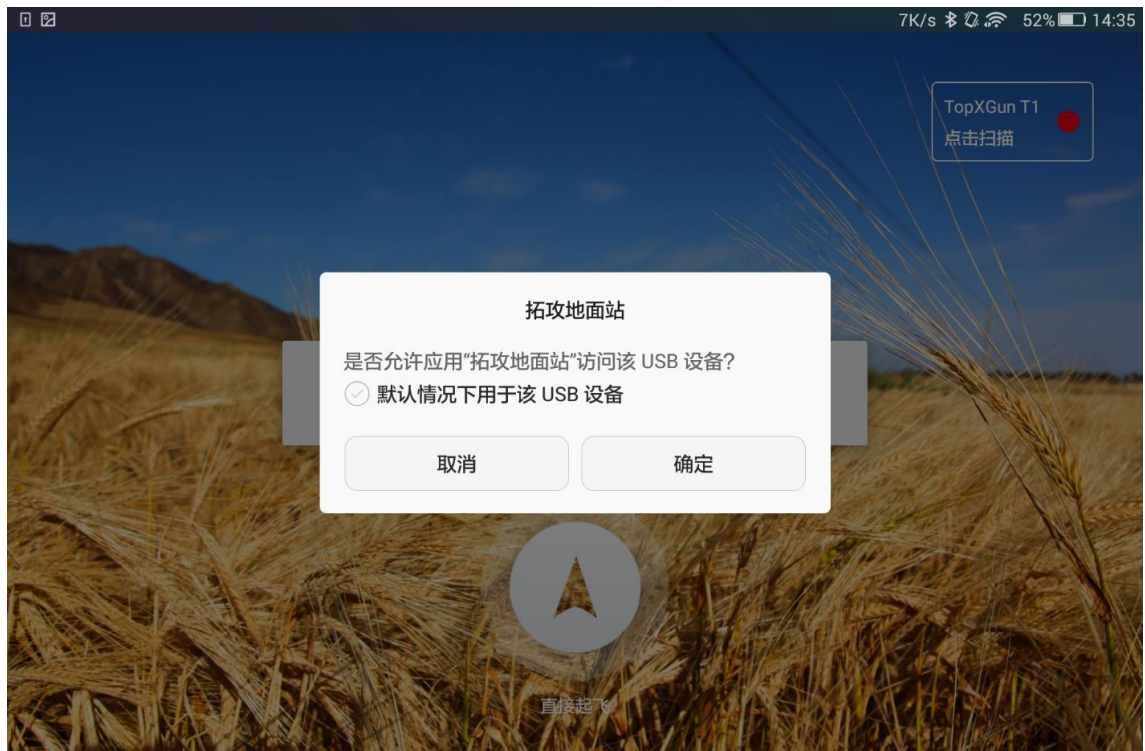 7K/s 52% 14:35
TopXGun T1
点击扫描
拓攻地面站
是否允许应用“拓攻地面站”访问该 USB 设备?
默认情况下用于该 USB 设备
取消 确定
直接起飞